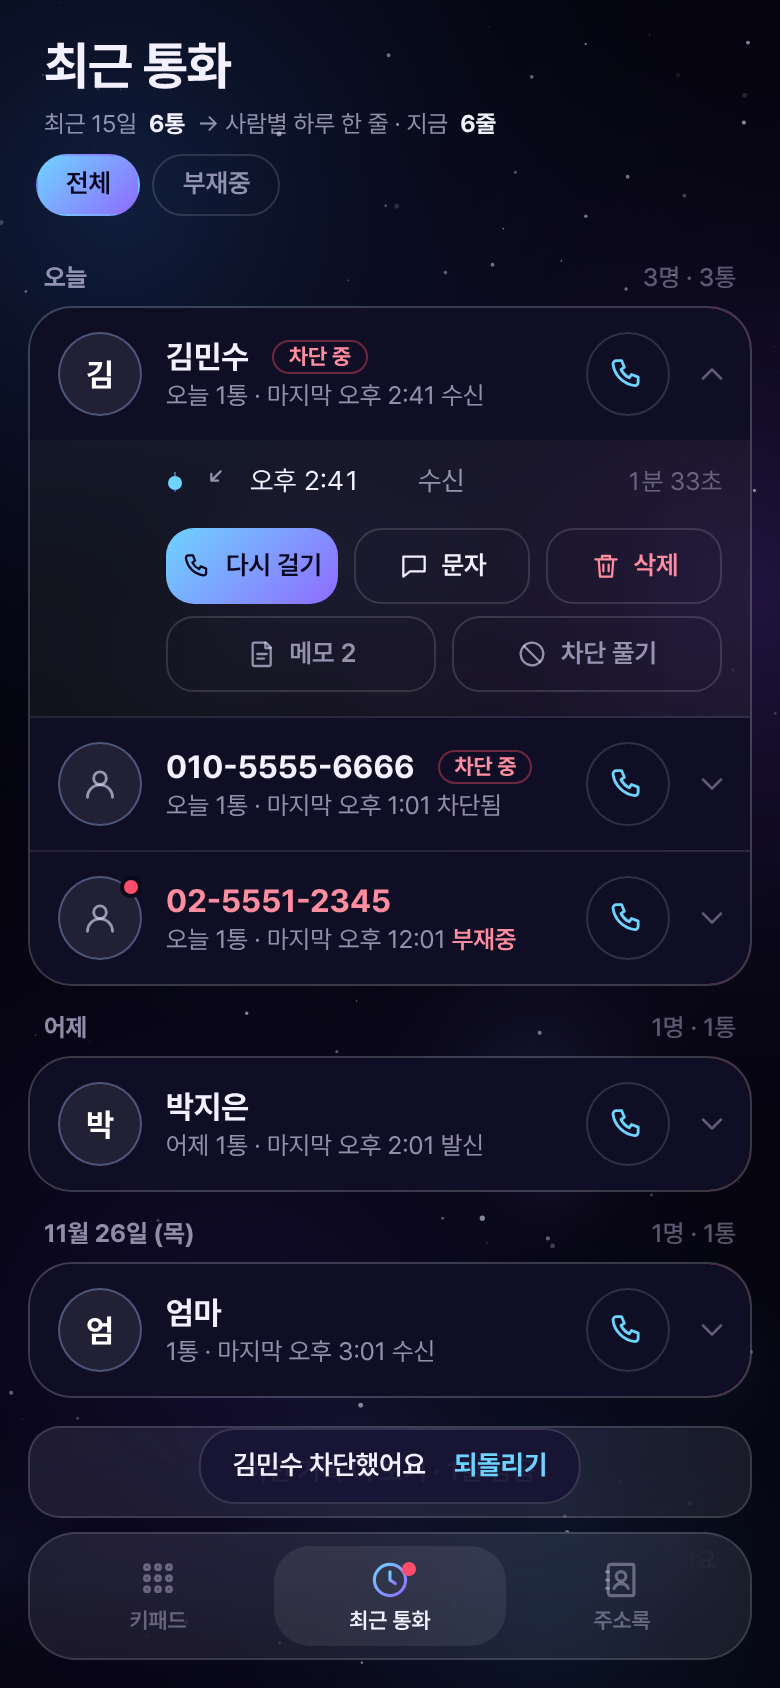 최근 통화
최근 15일 6통 → 사람별 하루 한 줄 · 지금 6줄
전체 부재중
오늘 3명 · 3통
김 김민수 차단 중
오늘 1통 · 마지막 오후 2:41 수신
오후 2:41 수신 1분 33초
다시 걸기 문자 삭제
메모 2 차단 풀기
010-5555-6666 차단 중
오늘 1통 · 마지막 오후 1:01 차단됨
02-5551-2345
오늘 1통 · 마지막 오후 12:01 부재중
어제 1명 · 1통
박 박지은
어제 1통 · 마지막 오후 2:01 발신
11월 26일 (목) 1명 · 1통
엄 엄마
1통 · 마지막 오후 3:01 수신
김민수 차단했어요 되돌리기
키패드 최근 통화 주소록